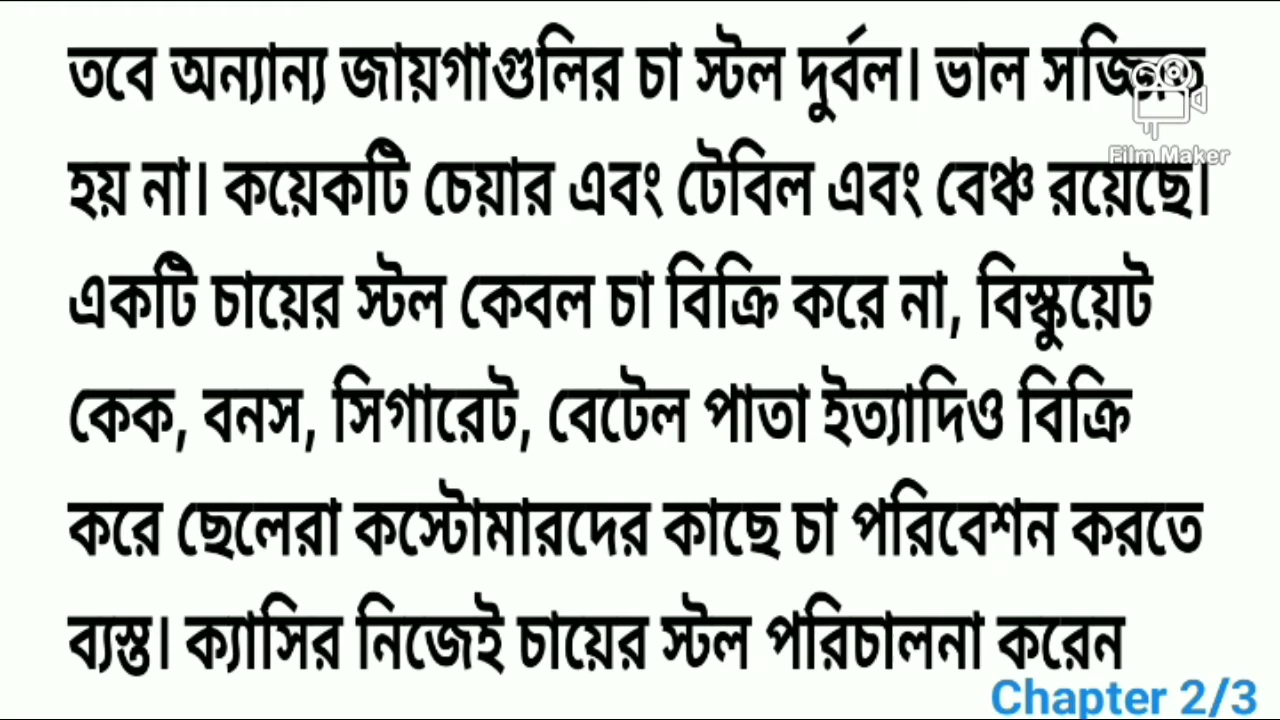 তবে অন্যান্য জায়গাগুলির চা স্টল দুর্বল। ভাল সজ্জিত
Film Maker
হয় না। কয়েকটি চেয়ার এবং টেবিল এবং বেঞ্চ রয়েছে।
একটি চায়ের স্টল কেবল চা বিক্রি করে না, বিস্কুয়েট
কেক, বনস, সিগারেট, বেটেল পাতা ইত্যাদিও বিক্রি
করে ছেলেরা কস্টোমারদের কাছে চা পরিবেশন করতে
ব্যস্ত। ক্যাসির নিজেই চায়ের স্টল পরিচালনা করেন
Chapter 2/3